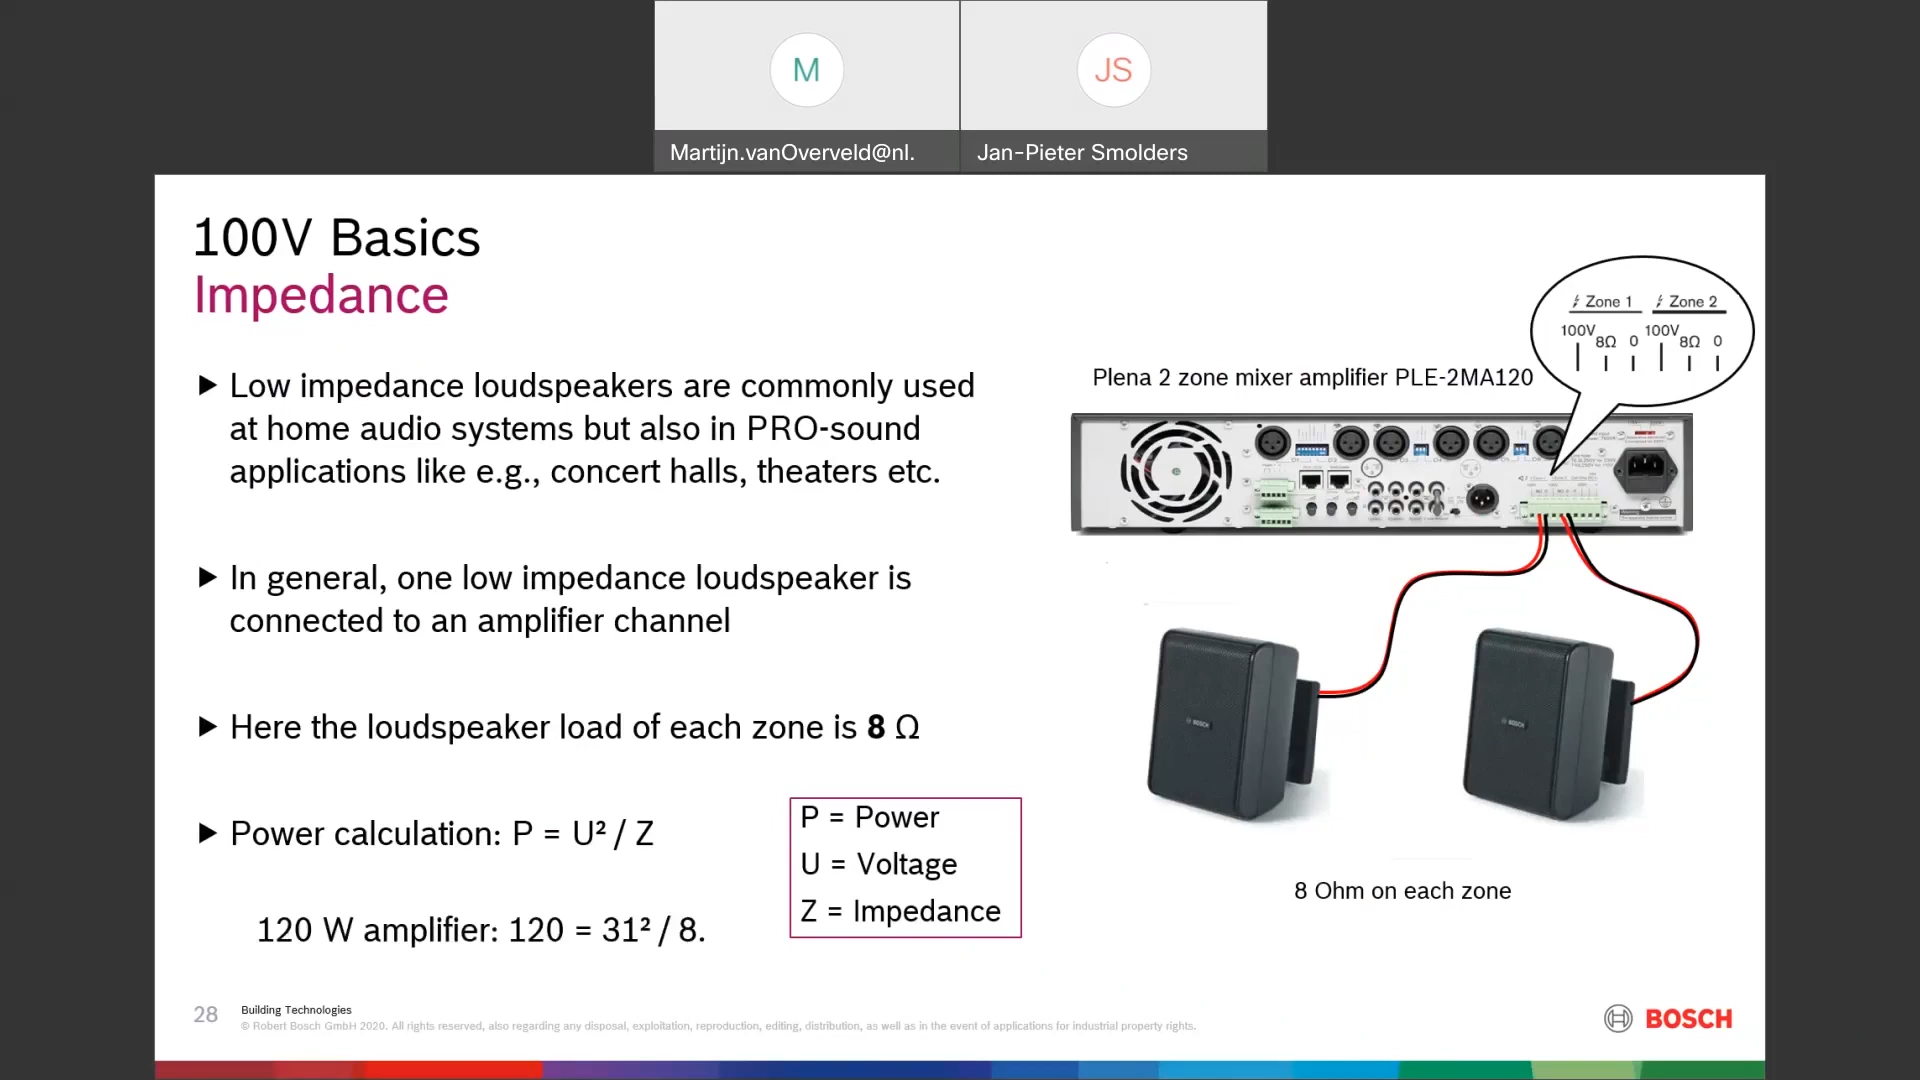 M
JS
Martijn.vanOverveld@nl.
Jan-Pieter Smolders
100V Basics
Impedance
► Low impedance loudspeakers are commonly used
at home audio systems but also in PRO-sound
applications like e.g., concert halls, theaters etc.
► In general, one low impedance loudspeaker is
connected to an amplifier channel
► Here the loudspeaker load of each zone is 8 Ω
► Power calculation: P = U² / Z
120 W amplifier: 120 = 31² / 8.
P = Power
U = Voltage
Z = Impedance
Zone 1 Zone 2
100V 8Ω 0 100V 8Ω 0
Plena 2 zone mixer amplifier PLE-2MA120
BOSCH
BOSCH
8 Ohm on each zone
28
Building Technologies
© Robert Bosch GmbH 2020. All rights reserved, also regarding any disposal, exploitation, reproduction, editing, distribution, as well as in the event of applications for industrial property rights.
BOSCH